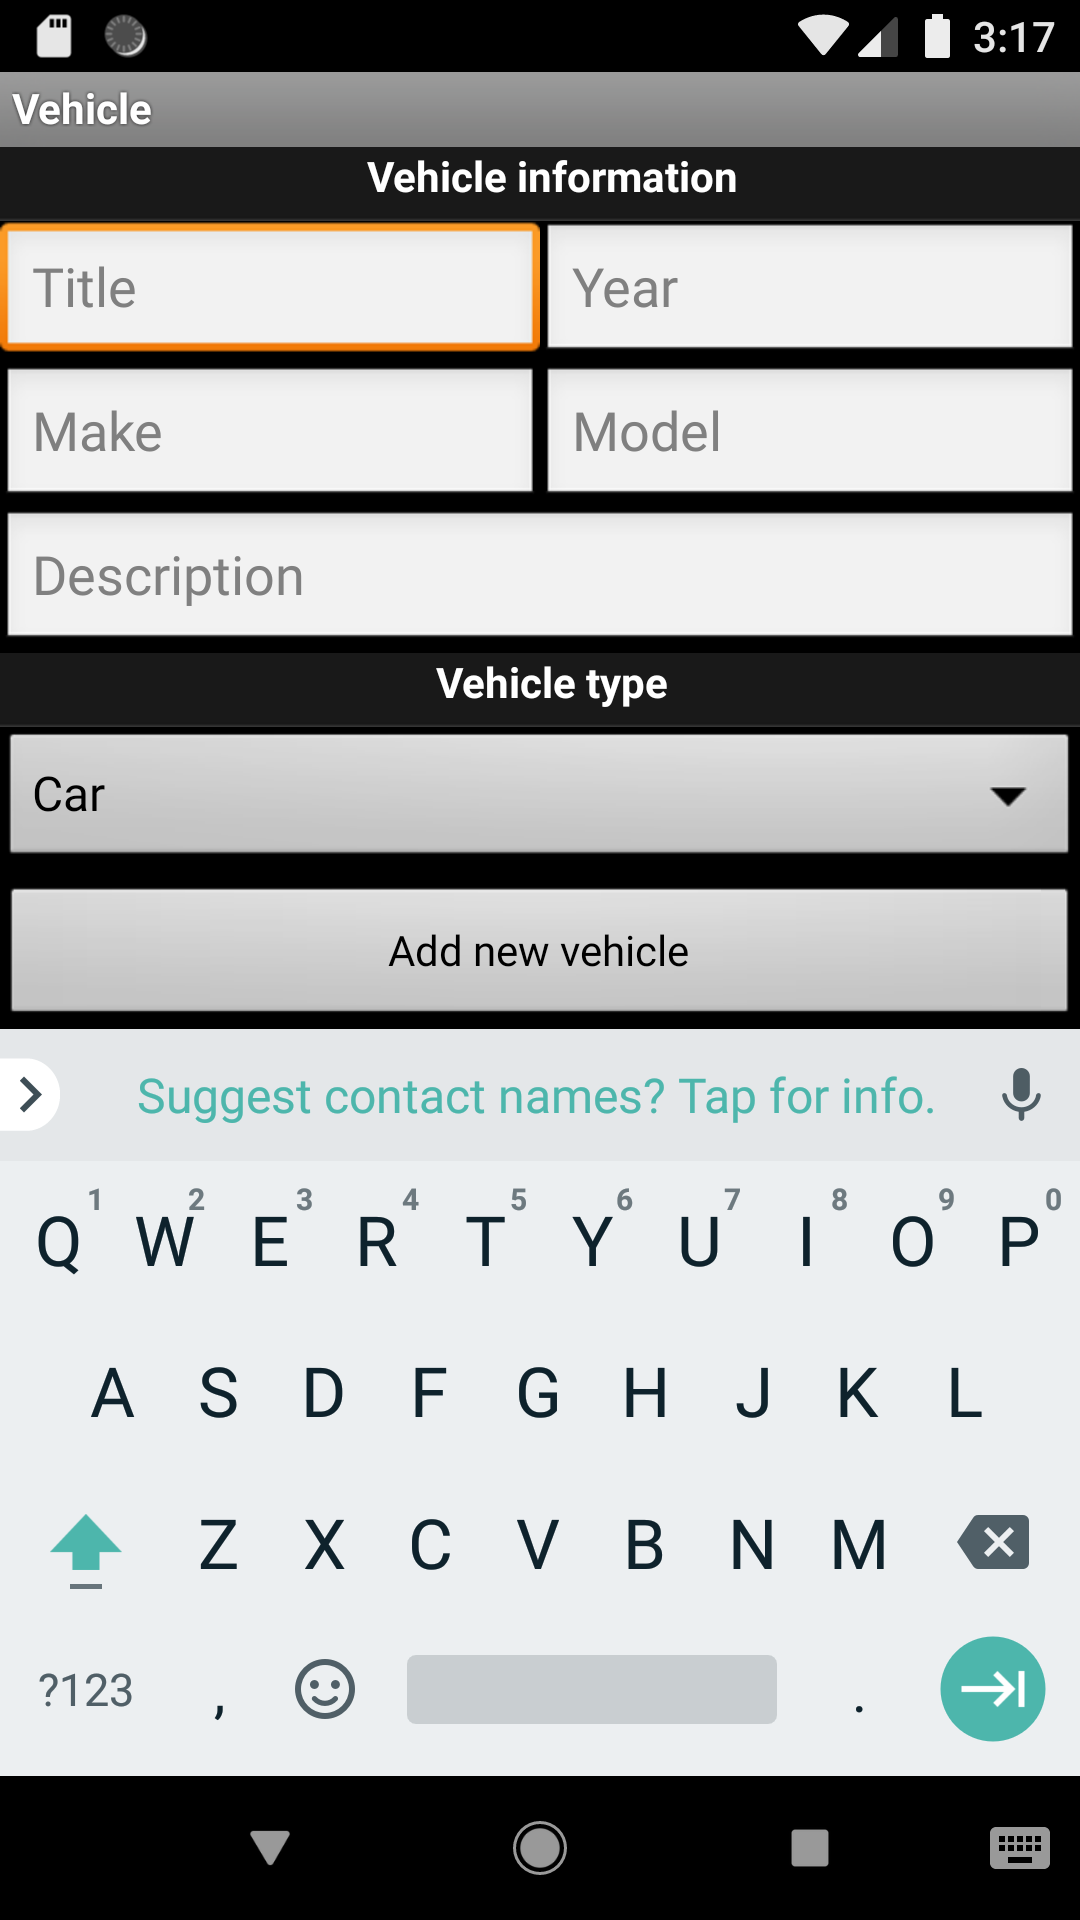 3:17
Vehicle
Vehicle information
Title Year
Make Model
Description
Vehicle type
Car
Add new vehicle
Suggest contact names? Tap for info.
1 2 3 4 5 6 7 8 9 0
Q W E R T Y U I O P
A S D F G H J K L
Z X C V B N M
?123 , .